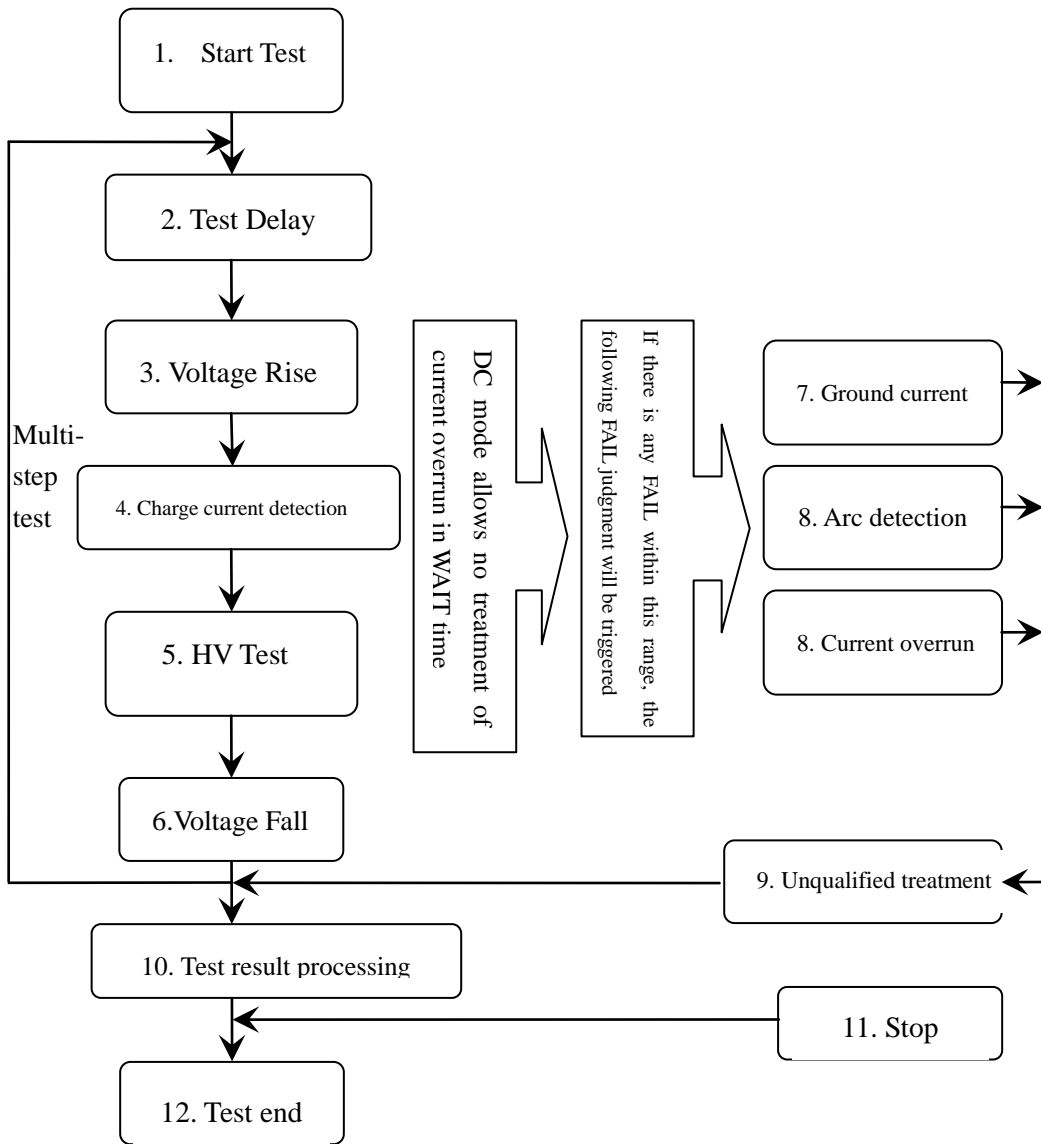 1. Start Test
2. Test Delay
3. Voltage Rise
Multi-
step
test
4. Charge current detection
5. HV Test
6.Voltage Fall
DC mode allows no treatment of
current overrun in WAIT time
If there is any FAIL within this range, the
following FAIL judgment will be triggered
7. Ground current
8. Arc detection
8. Current overrun
9. Unqualified treatment
10. Test result processing
11. Stop
12. Test end